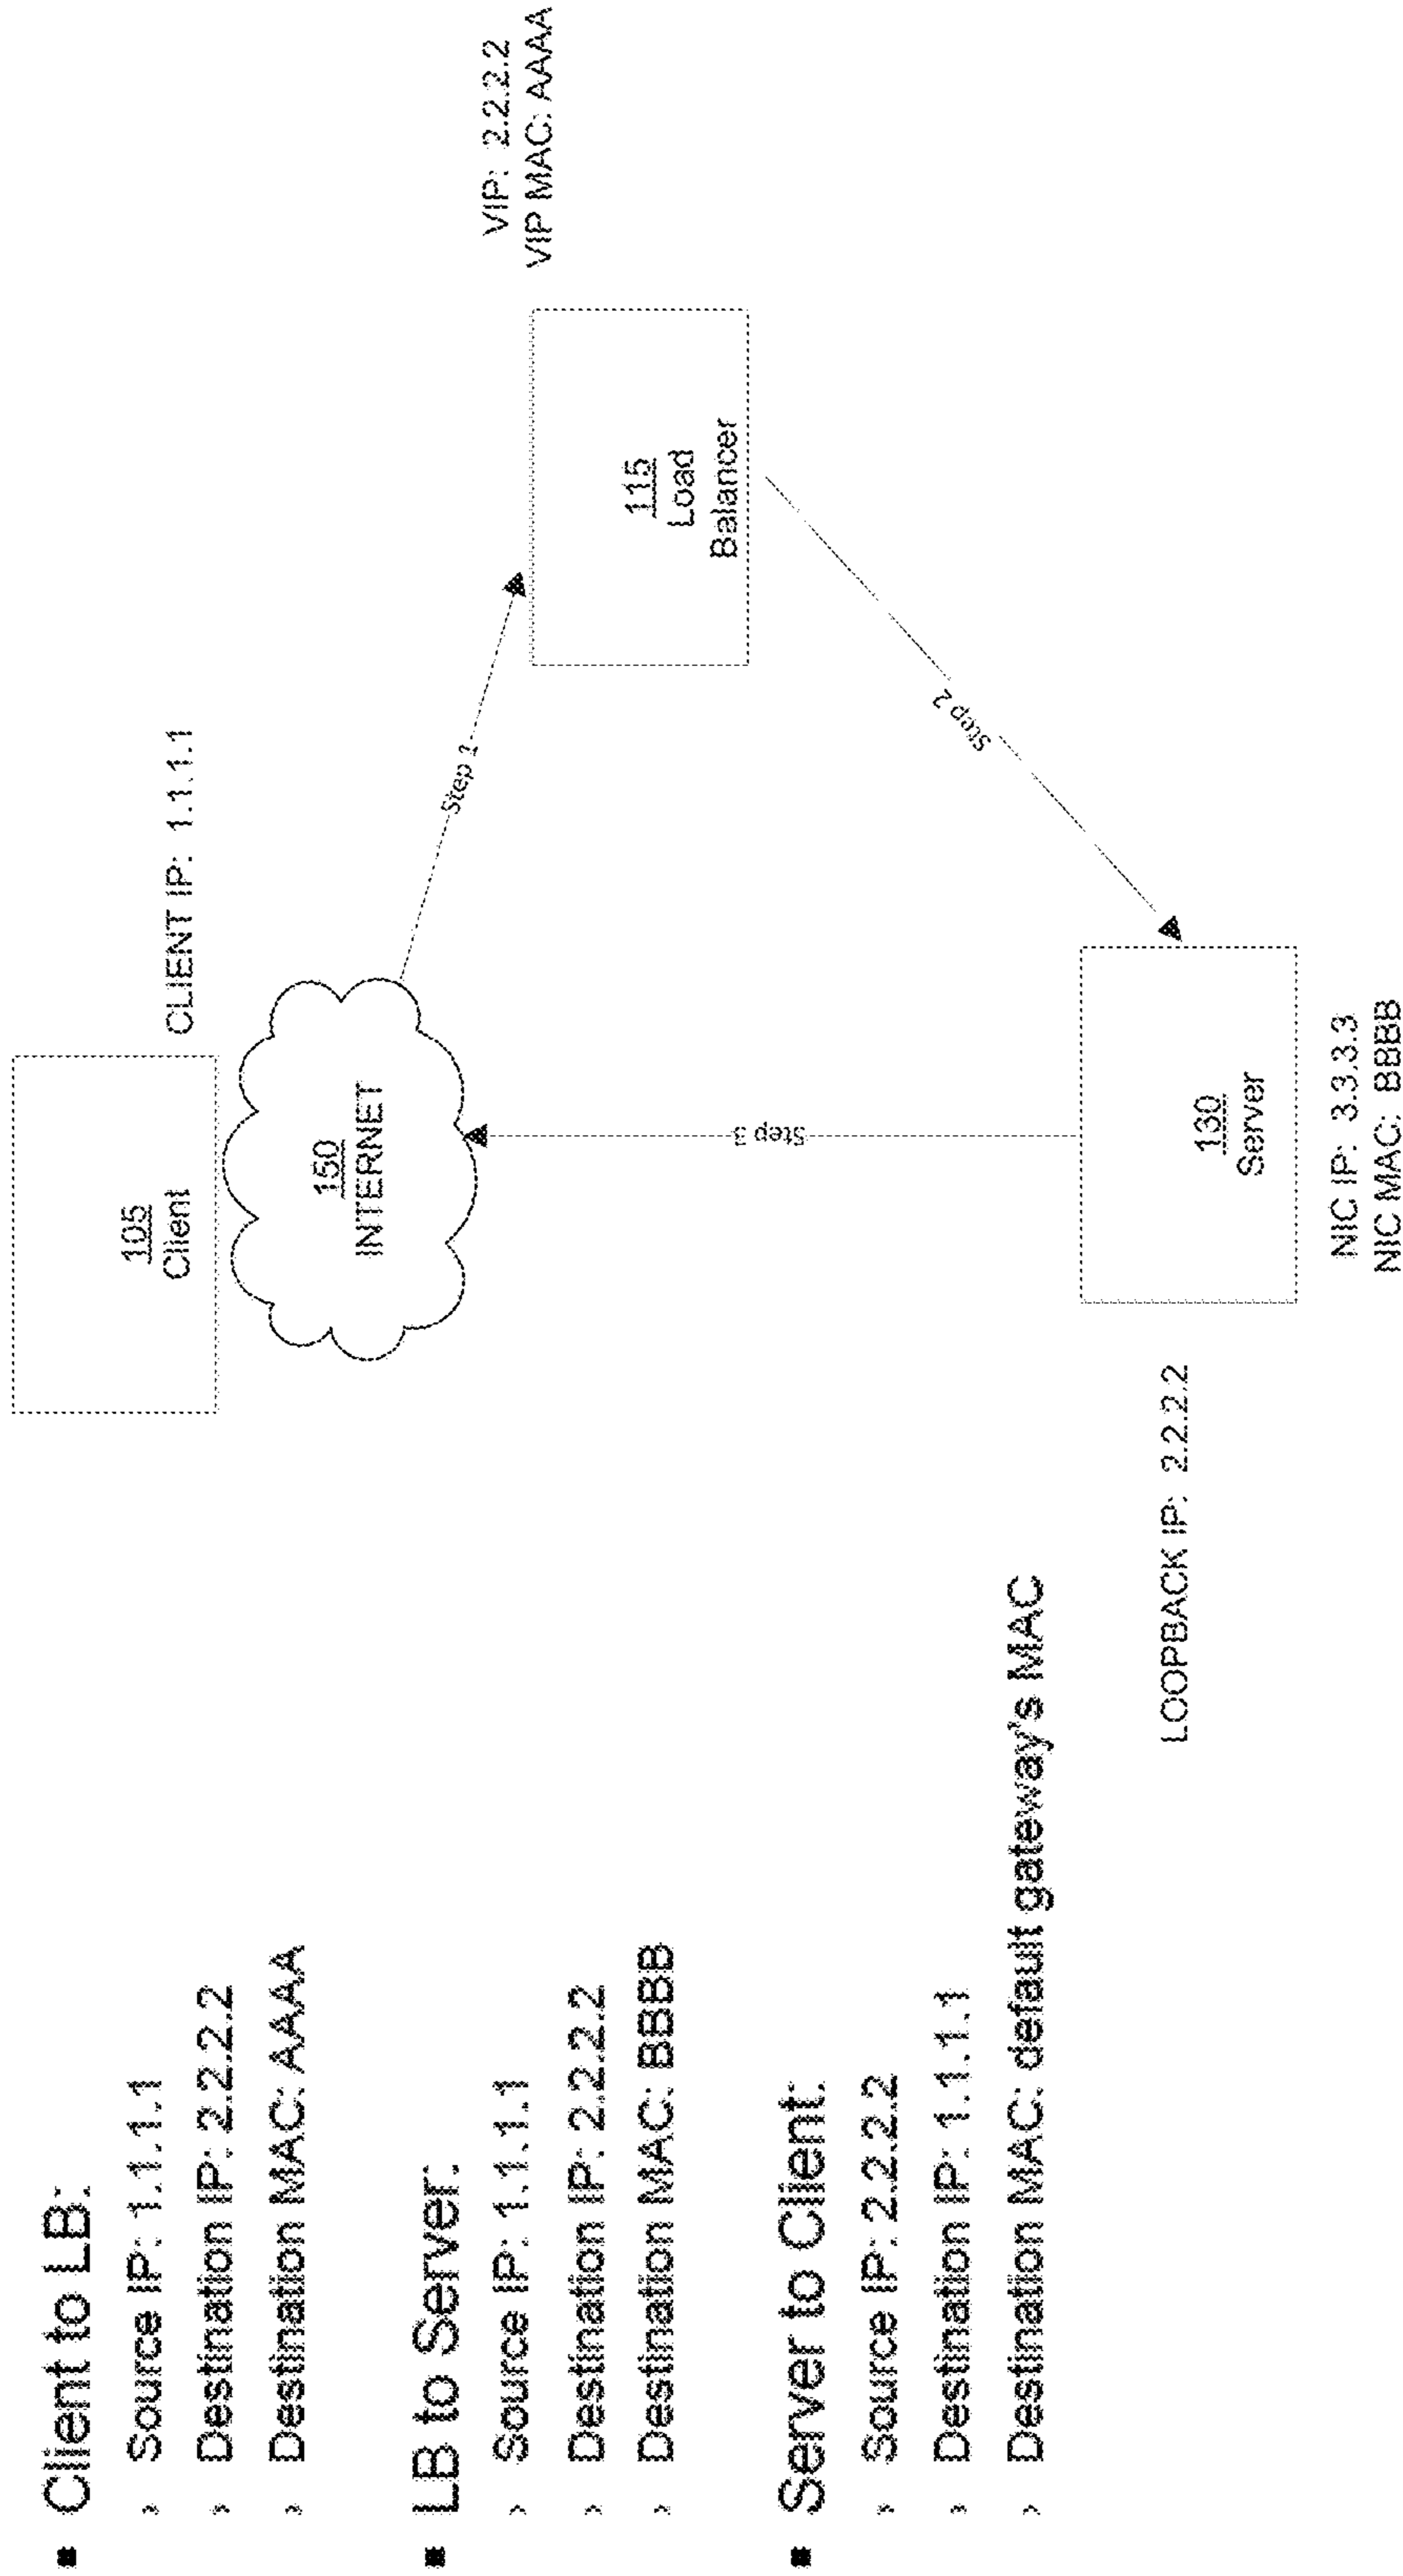 ■ Client to LB:
› Source IP: 1.1.1.1
› Destination IP: 2.2.2.2
› Destination MAC: AAAA
■ LB to Server:
› Source IP: 1.1.1.1
› Destination IP: 2.2.2.2
› Destination MAC: BBBB
■ Server to Client:
› Source IP: 2.2.2.2
› Destination IP: 1.1.1.1
› Destination MAC: default gateway's MAC
105
Client
CLIENT IP: 1.1.1.1
150
INTERNET
Step 1
VIP: 2.2.2.2
VIP MAC: AAAA
115
Load
Balancer
Step 2
Step 3
130
Server
LOOPBACK IP: 2.2.2.2
NIC IP: 3.3.3.3
NIC MAC: BBBB